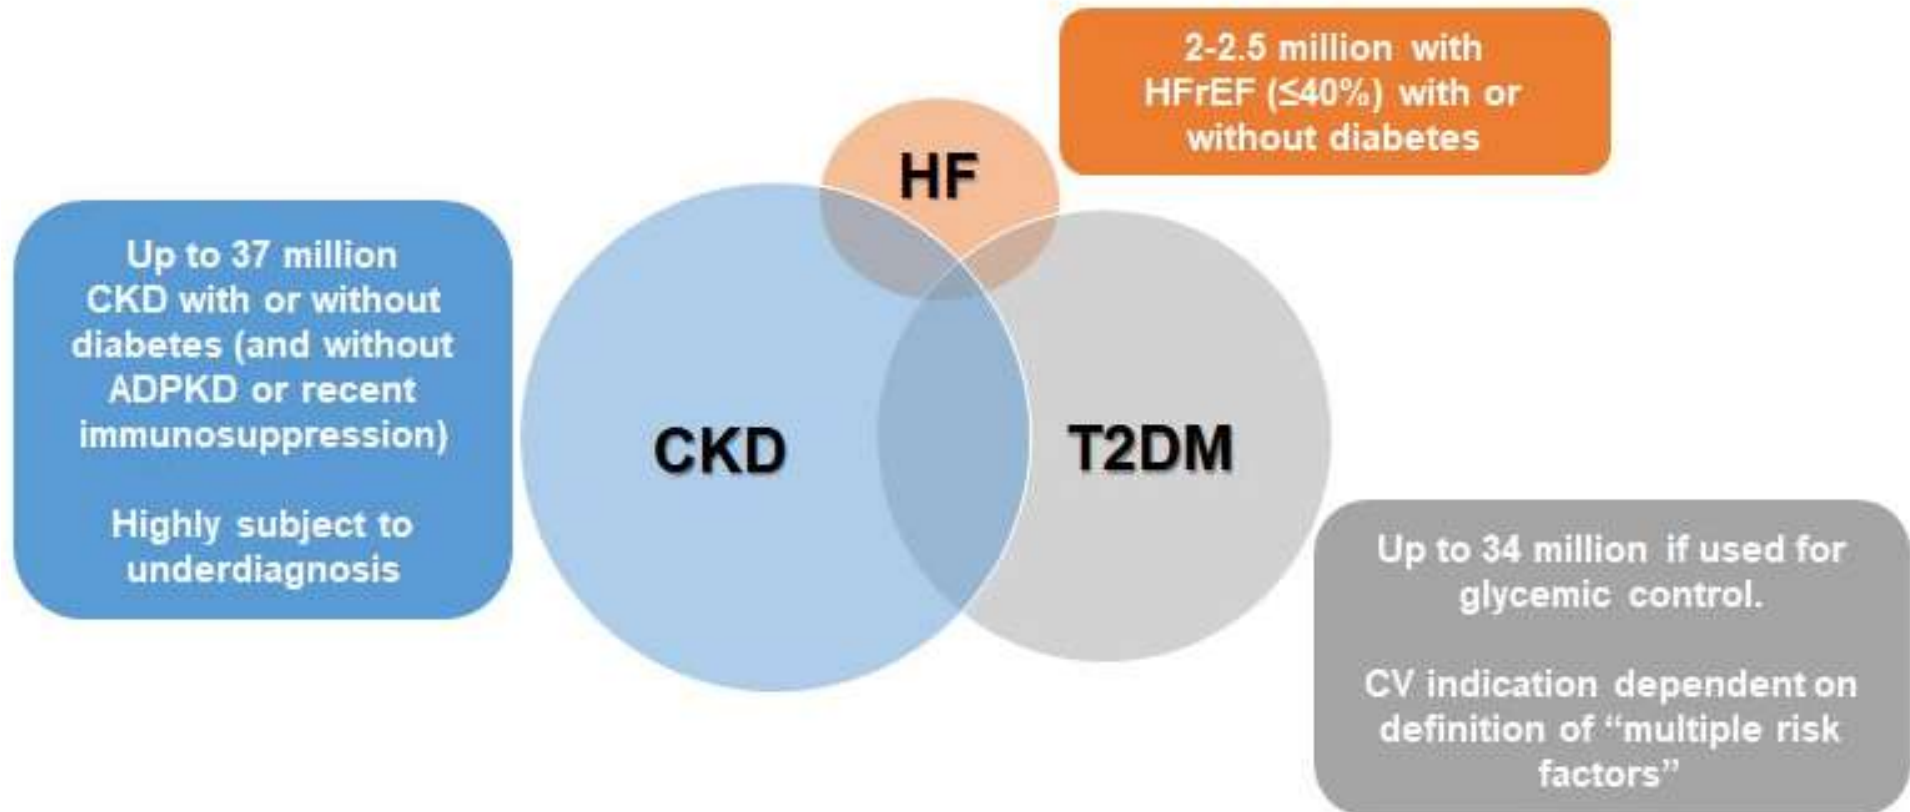 2-2.5 million with
HFrEF (≤40%) with or
without diabetes
HF
Up to 37 million
CKD with or without
diabetes (and without
ADPKD or recent
immunosuppression)
Highly subject to
underdiagnosis
CKD
T2DM
Up to 34 million if used for
glycemic control.
CV indication dependent on
definition of “multiple risk
factors”